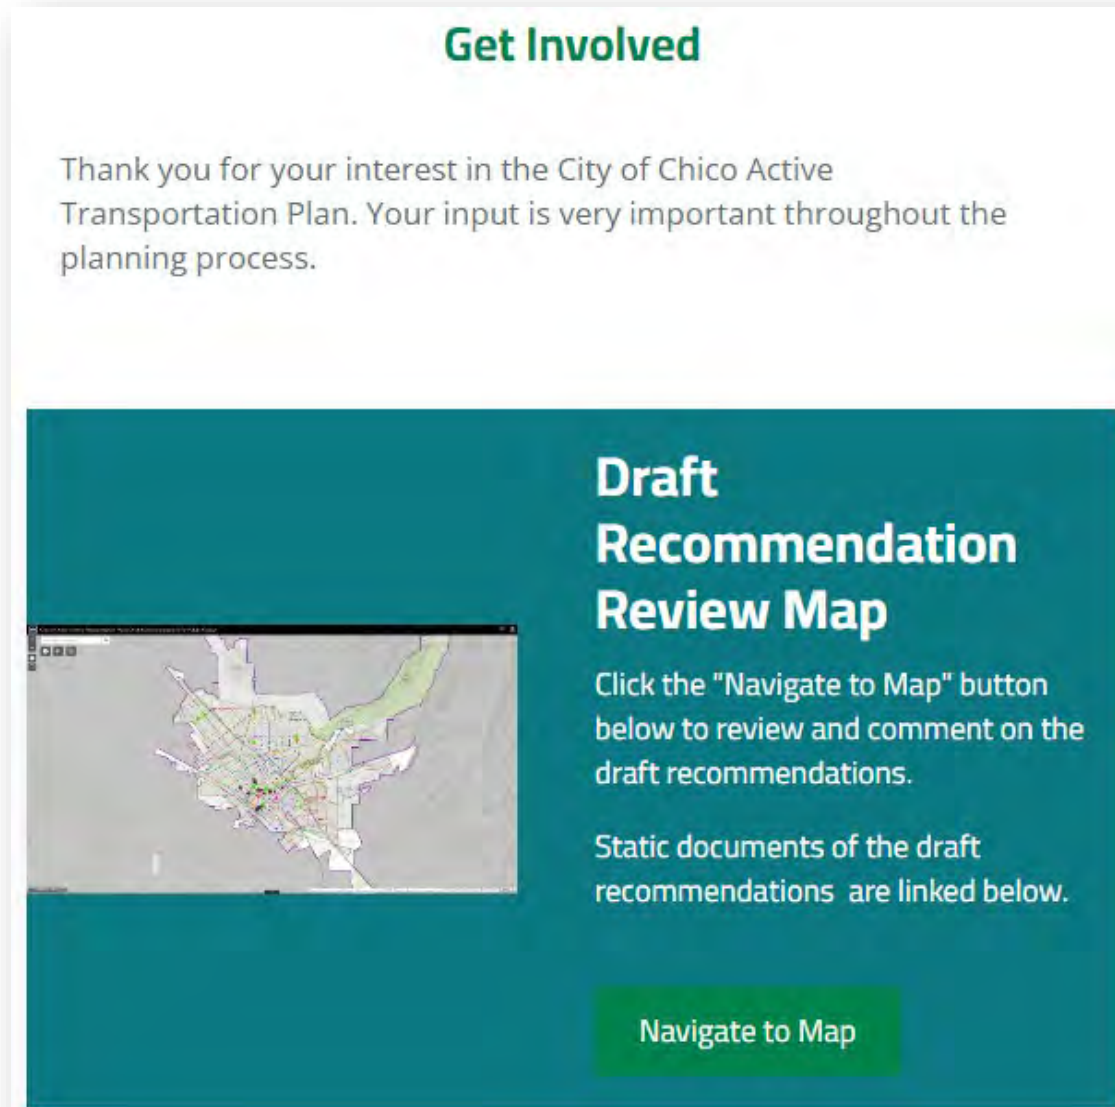 Get Involved
Thank you for your interest in the City of Chico Active
Transportation Plan. Your input is very important throughout the
planning process.
Draft
Recommendation
Review Map
Click the "Navigate to Map" button
below to review and comment on the
draft recommendations.
Static documents of the draft
recommendations are linked below.
Navigate to Map